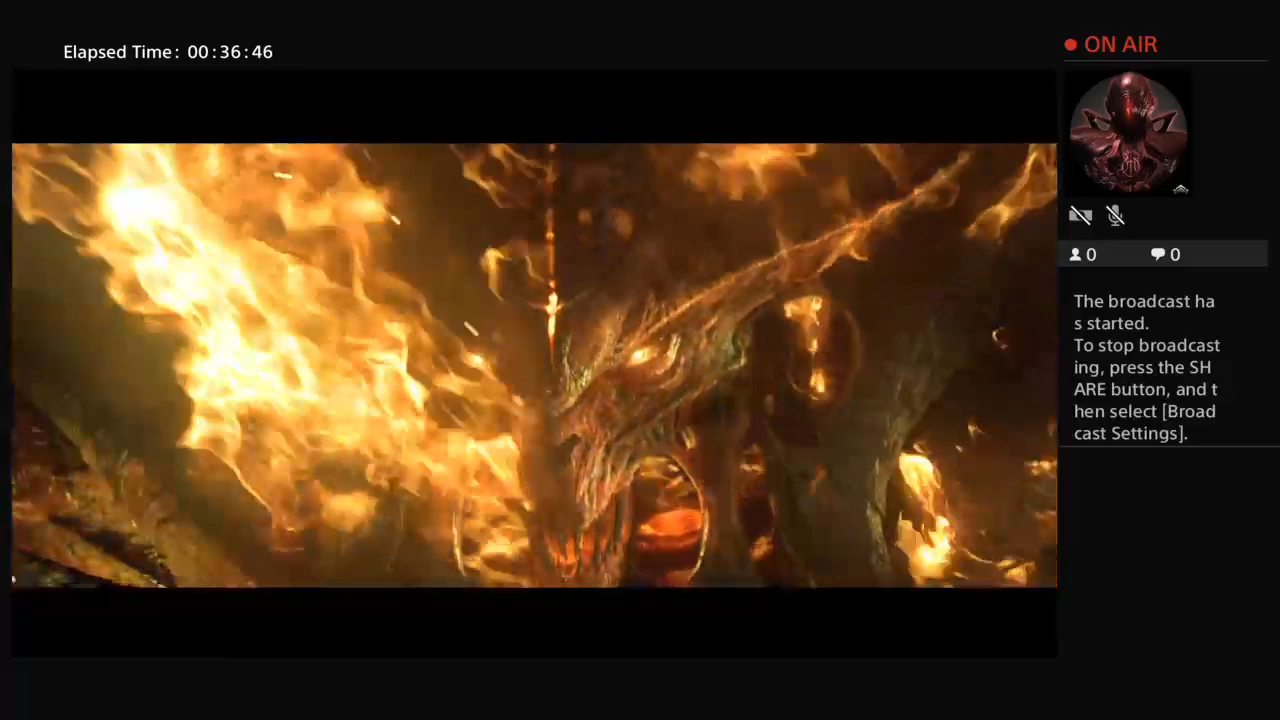 Elapsed Time: 00:36:46
ON AIR
0
0
The broadcast ha
s started.
To stop broadcast
ing, press the SH
ARE button, and t
hen select [Broad
cast Settings].